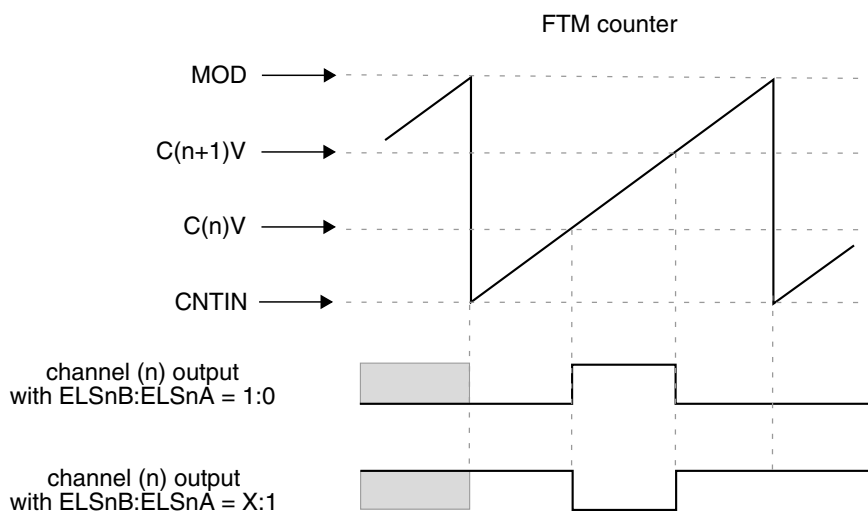 FTM counter
MOD
C(n+1)V
C(n)V
CNTIN
channel (n) output
with ELSnB:ELSnA = 1:0
channel (n) output
with ELSnB:ELSnA = X:1